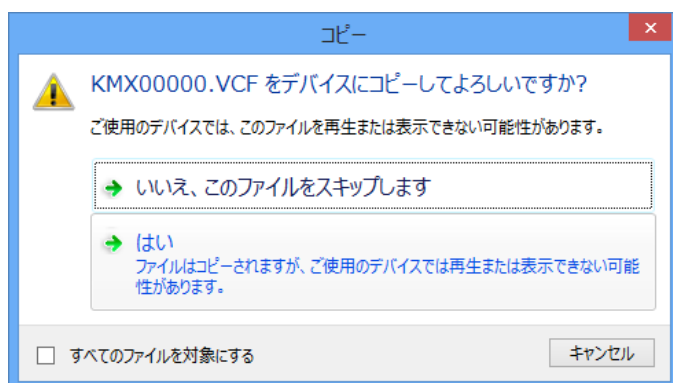 コピー
KMX00000.VCF をデバイスにコピーしてよろしいですか?
ご使用のデバイスでは、このファイルを再生または表示できない可能性があります。
いいえ、このファイルをスキップします
はい
ファイルはコピーされますが、ご使用のデバイスでは再生または表示できない可能
性があります。
すべてのファイルを対象にする
キャンセル